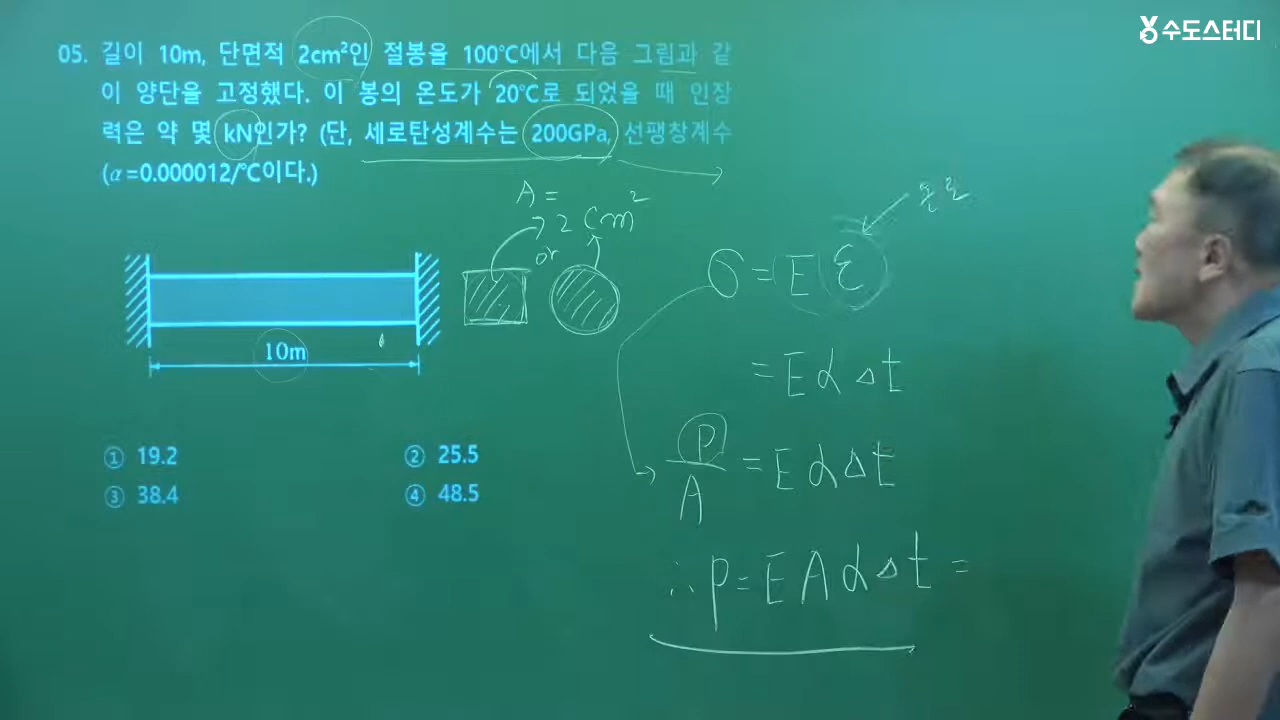 수도스터디
05. 길이 10m, 단면적 2cm²인 절봉을 100℃에서 다음 그림과 같
이 양단을 고정했다. 이 봉의 온도가 20℃로 되었을 때 인장
력은 약 몇 kN인가? (단, 세로탄성계수는 200GPa, 선팽창계수
(α=0.000012/℃이다.)
10m
① 19.2 ② 25.5
③ 38.4 ④ 48.5
A =
→ 2 cm²
or
σ = E ε
= E α △t
P/A = E α △t
∴ P = E A α △t =